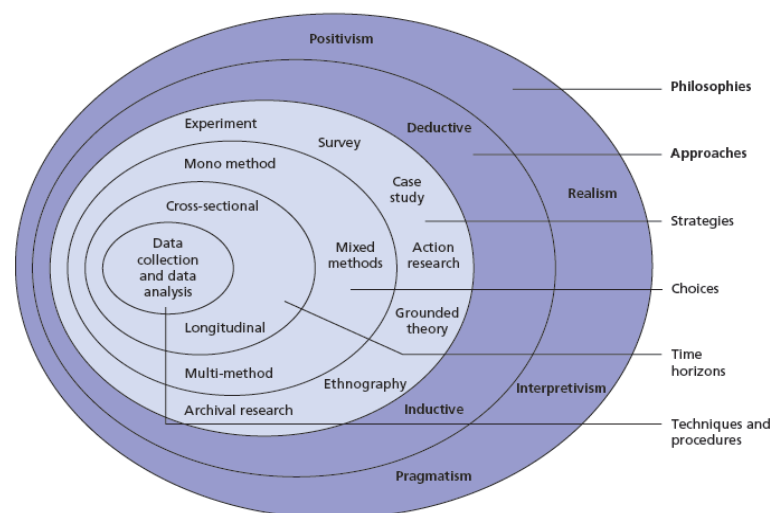 Positivism
Philosophies
Experiment
Deductive
Survey
Approaches
Mono method
Case
study
Realism
Cross-sectional
Strategies
Data
collection
and data
analysis
Mixed
methods
Action
research
Choices
Grounded
theory
Longitudinal
Time
horizons
Multi-method
Ethnography
Interpretivism
Archival research
Inductive
Techniques and
procedures
Pragmatism